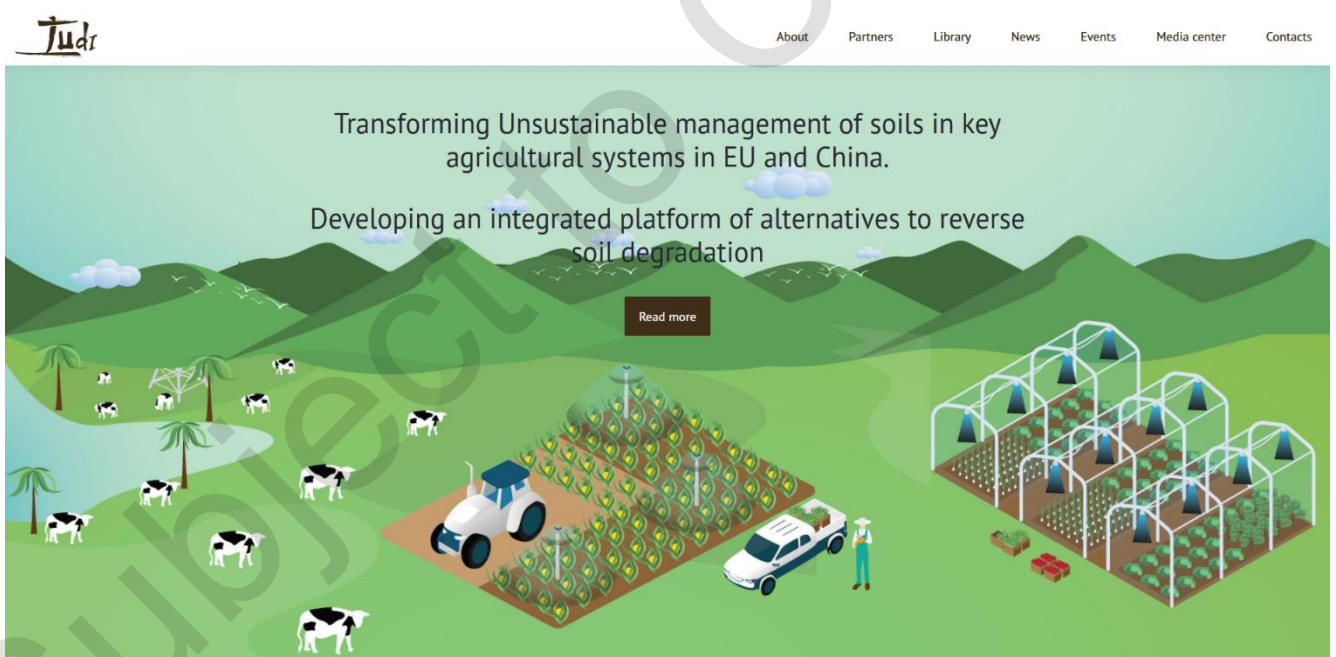 Tudi
About Partners Library News Events Media center Contacts
Transforming Unsustainable management of soils in key
agricultural systems in EU and China.
Developing an integrated platform of alternatives to reverse
soil degradation
Read more
Subject to